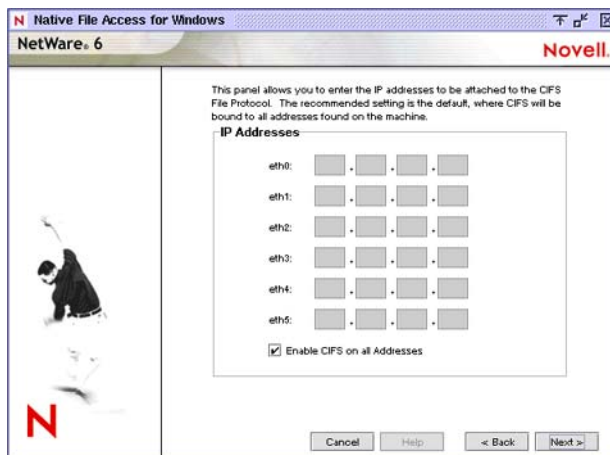 N Native File Access for Windows
NetWare. 6
Novell.
This panel allows you to enter the IP addresses to be attached to the CIFS
File Protocol. The recommended setting is the default, where CIFS will be
bound to all addresses found on the machine.
IP Addresses
eth0: . . .
eth1: . . .
eth2: . . .
eth3: . . .
eth4: . . .
eth5: . . .
Enable CIFS on all Addresses
N
Cancel Help < Back Next >